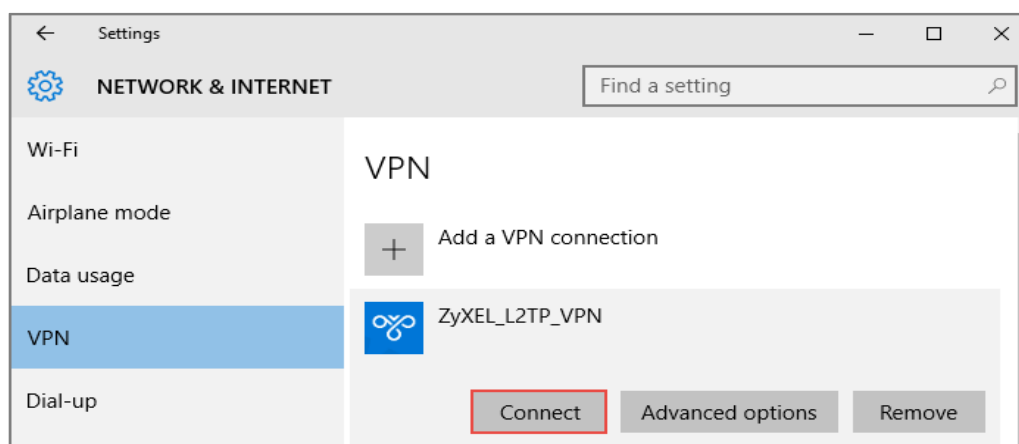 Settings
NETWORK & INTERNET
Find a setting
Wi-Fi
Airplane mode
Data usage
VPN
Dial-up
VPN
Add a VPN connection
ZyXEL_L2TP_VPN
Connect
Advanced options
Remove